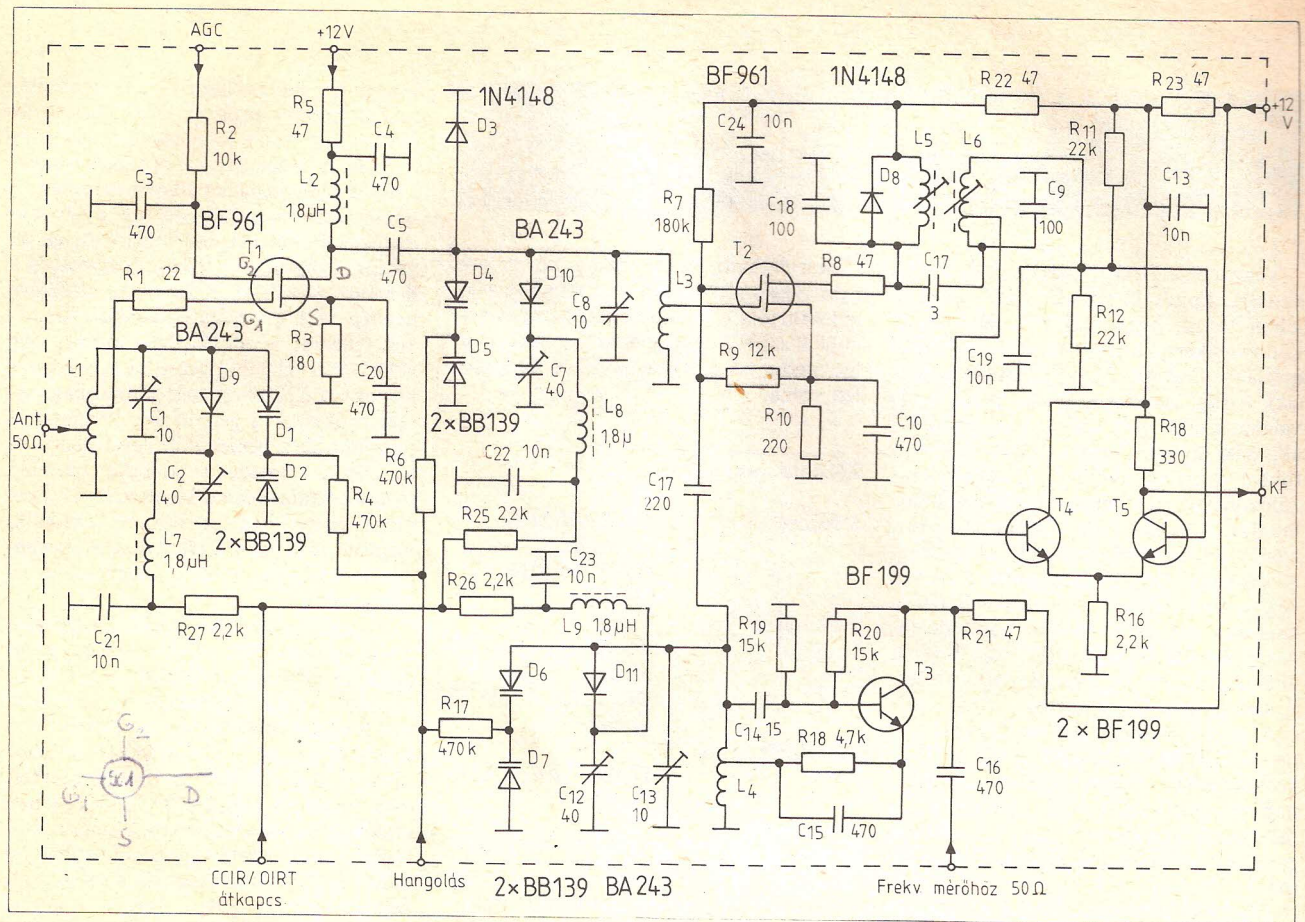 AGC
+12V
R5
47
C4
470
1N4148
D3
R2
10k
L2
1,8µH
C3
470
BF961
T1
G2
D
G1
S
C5
470
BA243
R1 22
BA243
R3
180
C20
470
L1
Ant.
50Ω
C1
10
D9
D1
C2
40
D2
R4
470k
2×BB139
L7
1,8µH
C21
10n
R27 2,2k
D4
D10
C8
10
D5
C7
40
2×BB139
R6
470k
C22 10n
L8
1,8µ
R25 2,2k
C23
10n
R26 2,2k
L9 1,8µH
L3
BF961
1N4148
R22 47
R23 47
+12
V
C24
10n
R11
22k
L5
L6
D8
C9
100
C13
10n
R7
180k
C18
100
T2
R8 47
C17
3
R9 12k
R12
22k
C19
10n
R10
220
C10
470
R18
330
C17
220
KF
T4
T5
BF199
R16
2,2k
R19
15k
R20
15k
R21 47
T3
2 × BF199
D6
D11
R17
470k
D7
C12
40
C13
10
C14 15
R18 4,7k
L4
C15 470
C16
470
G2
G1
D
S
CCIR/OIRT
átkapcs.
Hangolás
2×BB139 BA243
Frekv mérőhöz 50Ω